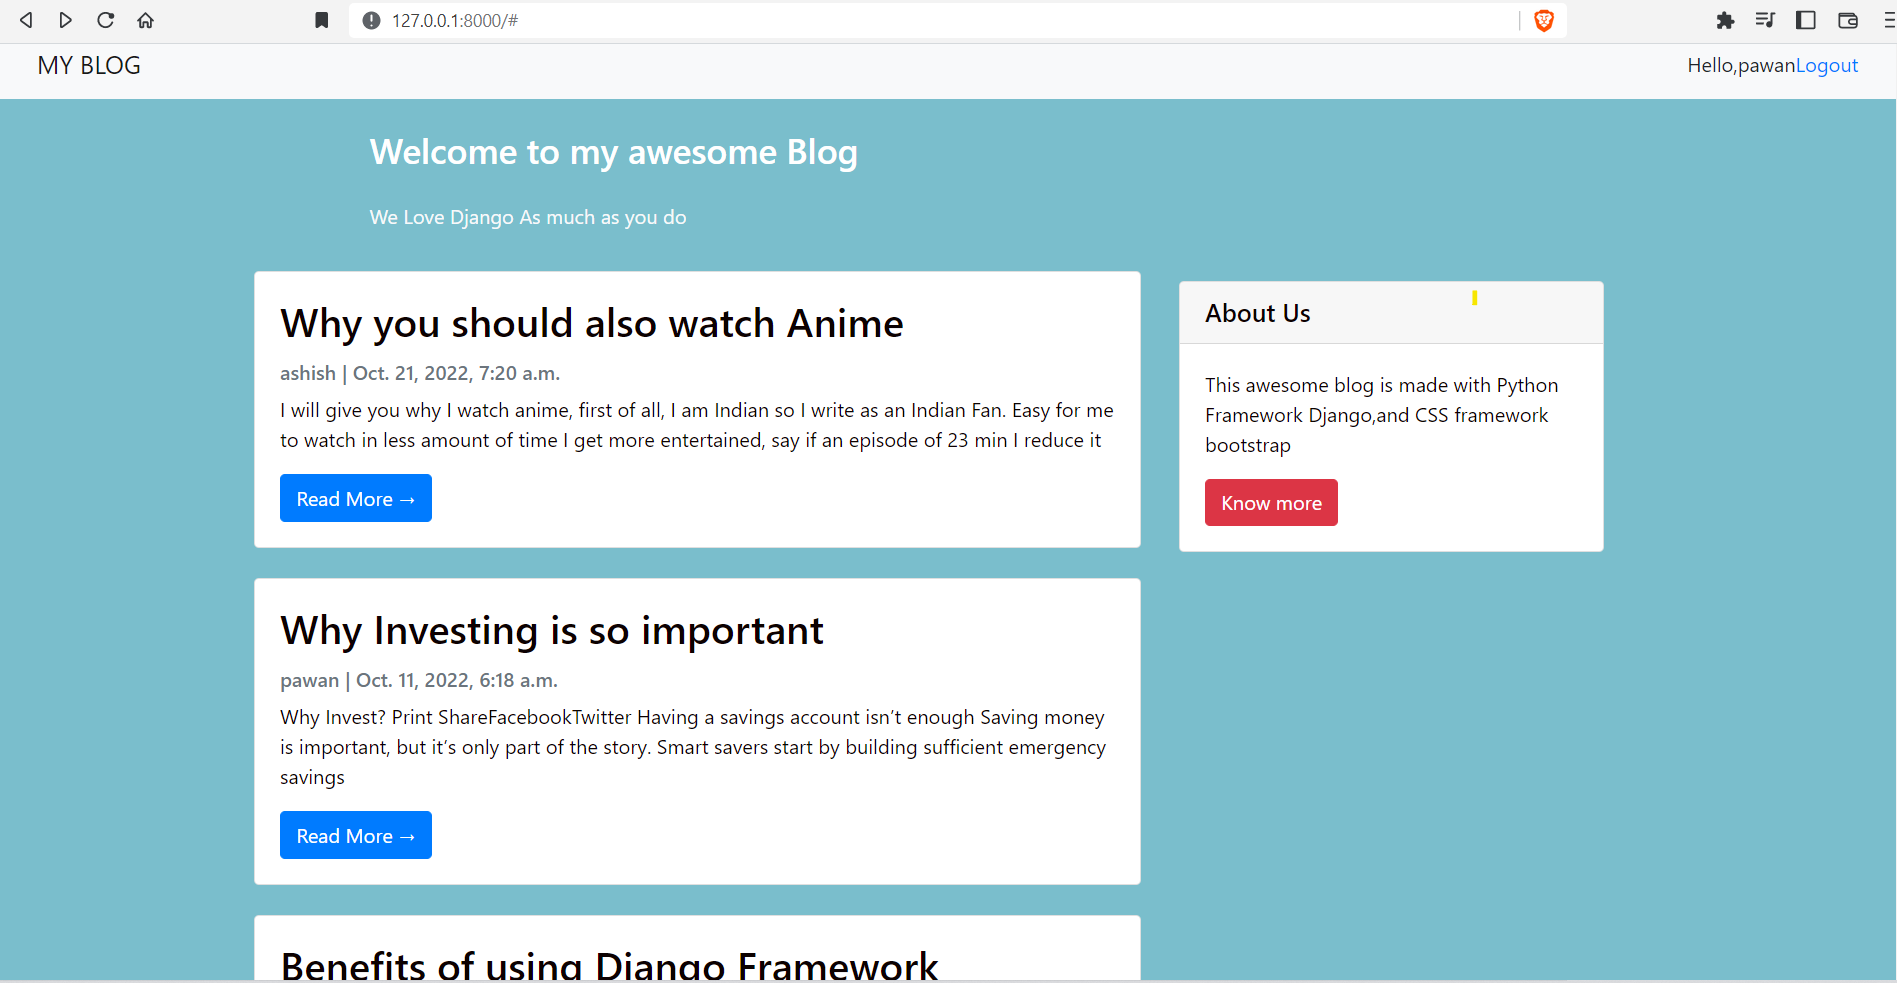 127.0.0.1:8000/#
MY BLOG
Hello,pawanLogout
Welcome to my awesome Blog
We Love Django As much as you do
Why you should also watch Anime
ashish | Oct. 21, 2022, 7:20 a.m.
I will give you why I watch anime, first of all, I am Indian so I write as an Indian Fan. Easy for me
to watch in less amount of time I get more entertained, say if an episode of 23 min I reduce it
Read More →
About Us
This awesome blog is made with Python
Framework Django,and CSS framework
bootstrap
Know more
Why Investing is so important
pawan | Oct. 11, 2022, 6:18 a.m.
Why Invest? Print ShareFacebookTwitter Having a savings account isn’t enough Saving money
is important, but it’s only part of the story. Smart savers start by building sufficient emergency
savings
Read More →
Benefits of using Django Framework